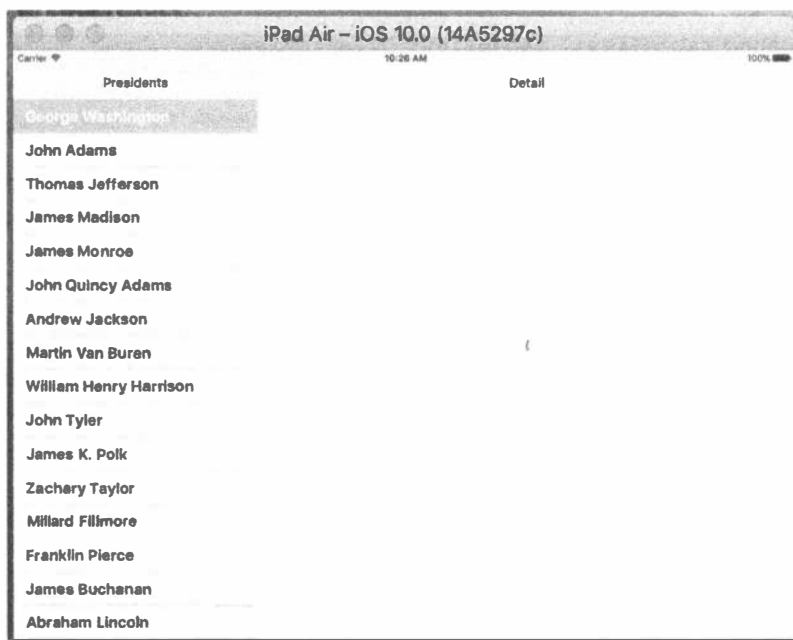 iPad Air – iOS 10.0 (14A5297c)
Carrier
10:26 AM
100%
Presidents
Detail
George Washington
John Adams
Thomas Jefferson
James Madison
James Monroe
John Quincy Adams
Andrew Jackson
Martin Van Buren
William Henry Harrison
John Tyler
James K. Polk
Zachary Taylor
Millard Fillmore
Franklin Pierce
James Buchanan
Abraham Lincoln